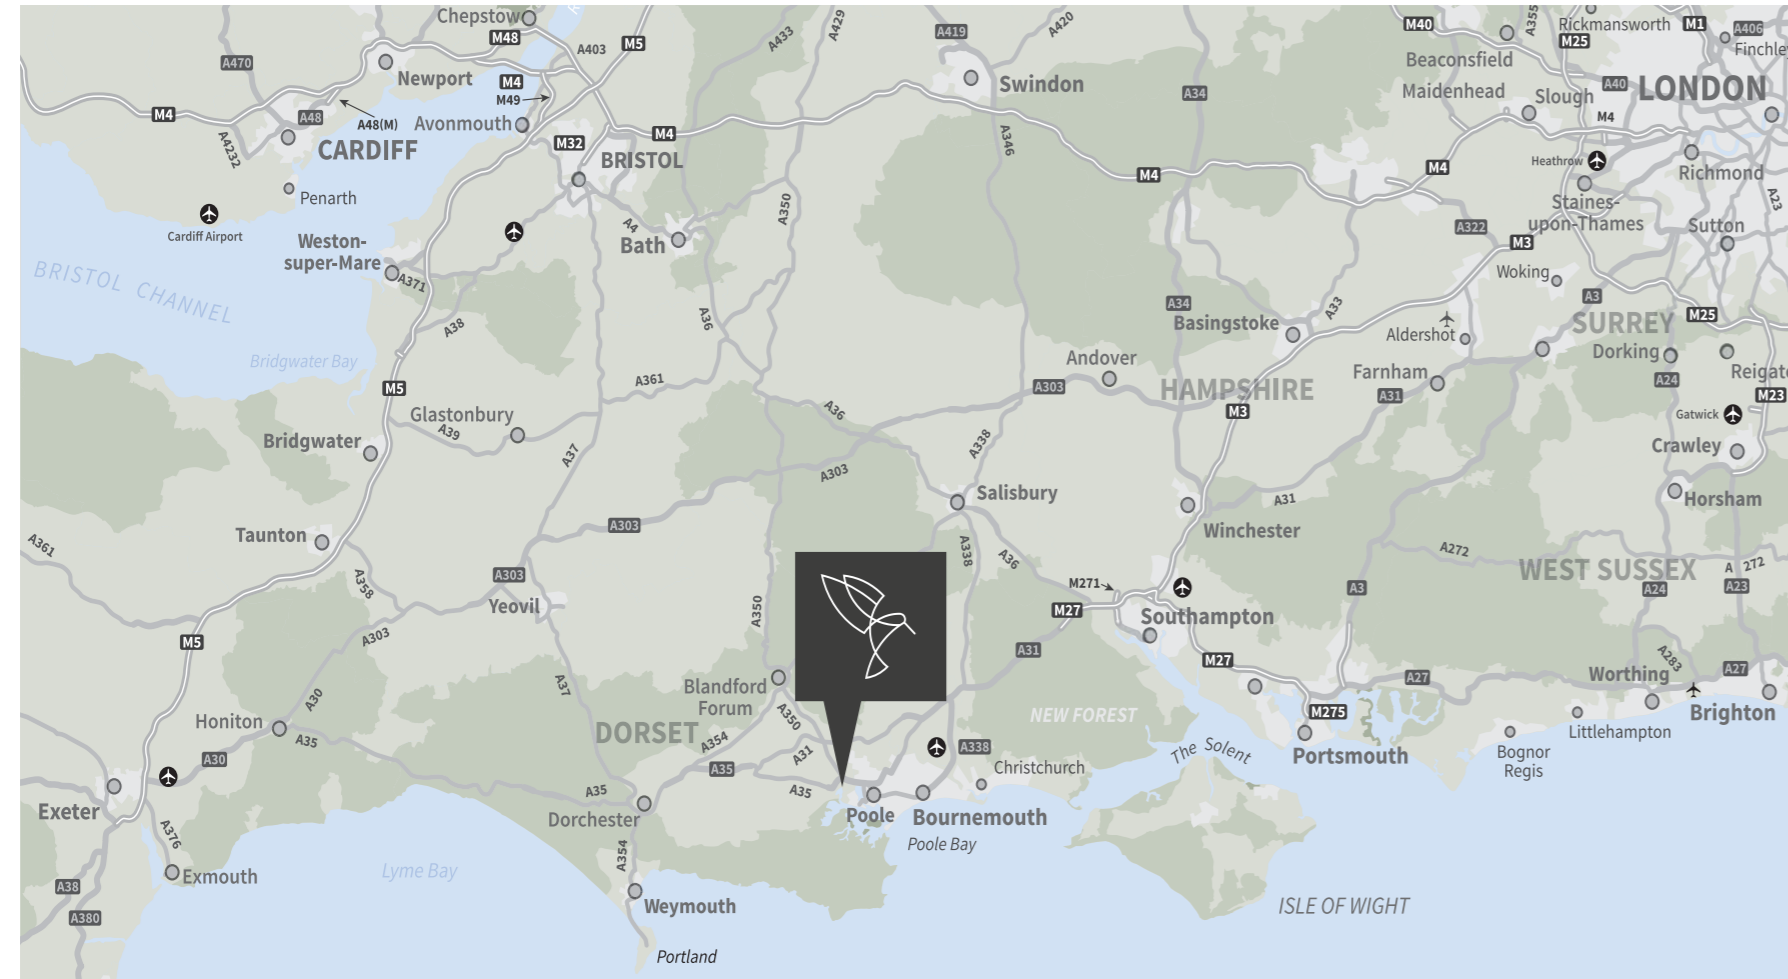 Chepstow
M48
A403
M5
A433
A429
A419
A420
A34
M40
A355
Rickmansworth
M25
M1
A406
Finchley
A470
Newport
M4
M49
Swindon
Beaconsfield
Maidenhead
Slough
A40
LONDON
M4
A48
A48(M)
A4232
CARDIFF
Avonmouth
M32
M4
BRISTOL
A346
M4
M4
M4
Heathrow
Richmond
Penarth
Cardiff Airport
Weston-
super-Mare
A371
A4
Bath
A350
A322
Staines-
upon-Thames
M3
Sutton
A23
Woking
BRISTOL CHANNEL
A38
A36
A34
Basingstoke
A33
Aldershot
A3
SURREY
M25
Dorking
Bridgwater Bay
M5
A361
Andover
A303
HAMPSHIRE
M3
Farnham
A31
A24
Reigate
M23
Gatwick
Glastonbury
A39
A37
A36
A338
Bridgwater
A303
Crawley
Salisbury
A31
Horsham
Winchester
Taunton
A303
A361
A358
A303
Yeovil
A338
A36
A272
WEST SUSSEX
A272
A24
A23
M271
M27
A3
Southampton
A350
A303
M5
A31
M27
A27
A283
A27
Worthing
Blandford
Forum
A37
A30
Honiton
A35
DORSET
A350
A354
A31
NEW FOREST
M275
Brighton
Littlehampton
A30
A35
A338
The Solent
Portsmouth
Bognor
Regis
Christchurch
Exeter
A35
Dorchester
A35
Poole
Bournemouth
Poole Bay
A376
A354
Lyme Bay
Exmouth
A38
A380
Weymouth
ISLE OF WIGHT
Portland